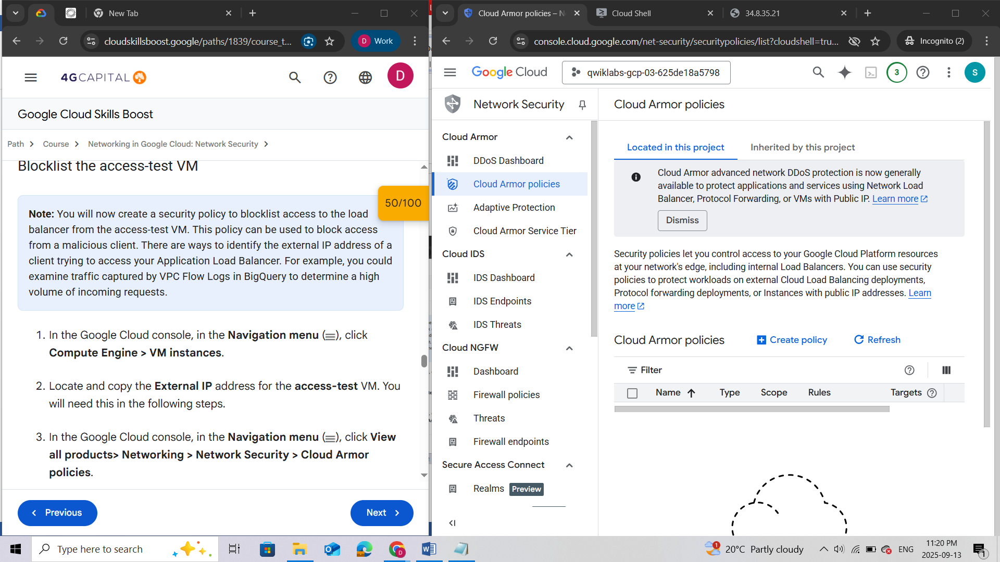 New Tab
cloudskillsboost.google/paths/1839/course_t...
D Work
4GCAPITAL
D
Google Cloud Skills Boost
Path > Course > Networking in Google Cloud: Network Security >
Blocklist the access-test VM
50/100
Note: You will now create a security policy to blocklist access to the load
balancer from the access-test VM. This policy can be used to block access
from a malicious client. There are ways to identify the external IP address of a
client trying to access your Application Load Balancer. For example, you could
examine traffic captured by VPC Flow Logs in BigQuery to determine a high
volume of incoming requests.
1. In the Google Cloud console, in the Navigation menu (≡), click
Compute Engine > VM instances.
2. Locate and copy the External IP address for the access-test VM. You
will need this in the following steps.
3. In the Google Cloud console, in the Navigation menu (≡), click View
all products> Networking > Network Security > Cloud Armor
policies.
Previous
Next
Cloud Armor policies – N
Cloud Shell
34.8.35.21
console.cloud.google.com/net-security/securitypolicies/list?cloudshell=tru...
Incognito (2)
Google Cloud
qwiklabs-gcp-03-625de18a5798
3
S
Network Security
Cloud Armor
DDoS Dashboard
Cloud Armor policies
Adaptive Protection
Cloud Armor Service Tier
Cloud IDS
IDS Dashboard
IDS Endpoints
IDS Threats
Cloud NGFW
Dashboard
Firewall policies
Threats
Firewall endpoints
Secure Access Connect
Realms Preview
Cloud Armor policies
Located in this project
Inherited by this project
Cloud Armor advanced network DDoS protection is now generally
available to protect applications and services using Network Load
Balancer, Protocol Forwarding, or VMs with Public IP. Learn more
Dismiss
Security policies let you control access to your Google Cloud Platform resources
at your network's edge, including internal Load Balancers. You can use security
policies to protect workloads on external Cloud Load Balancing deployments,
Protocol forwarding deployments, or Instances with public IP addresses. Learn
more
Cloud Armor policies
Create policy
Refresh
Filter
Name Type Scope Rules Targets
Type here to search
1
20°C Partly cloudy
ENG
11:20 PM
2025-09-13
1